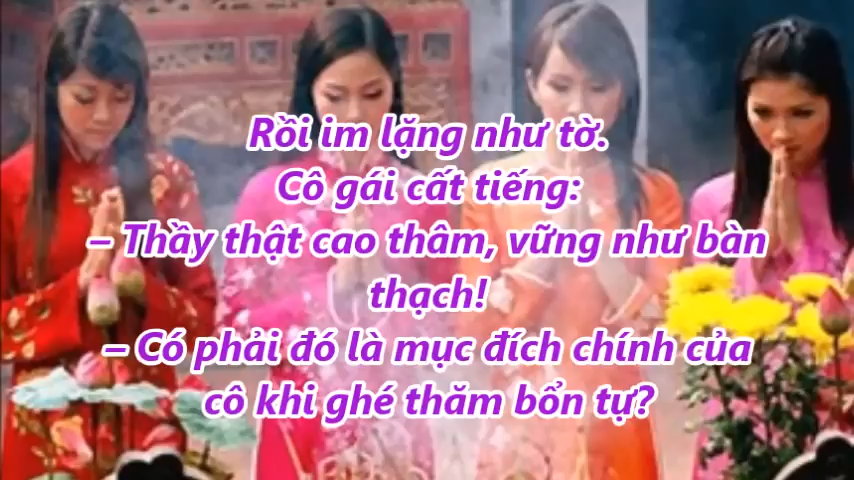 Rồi im lặng như tờ.
Cô gái cất tiếng:
– Thầy thật cao thâm, vững như bàn
thạch!
– Có phải đó là mục đích chính của
cô khi ghé thăm bổn tự?